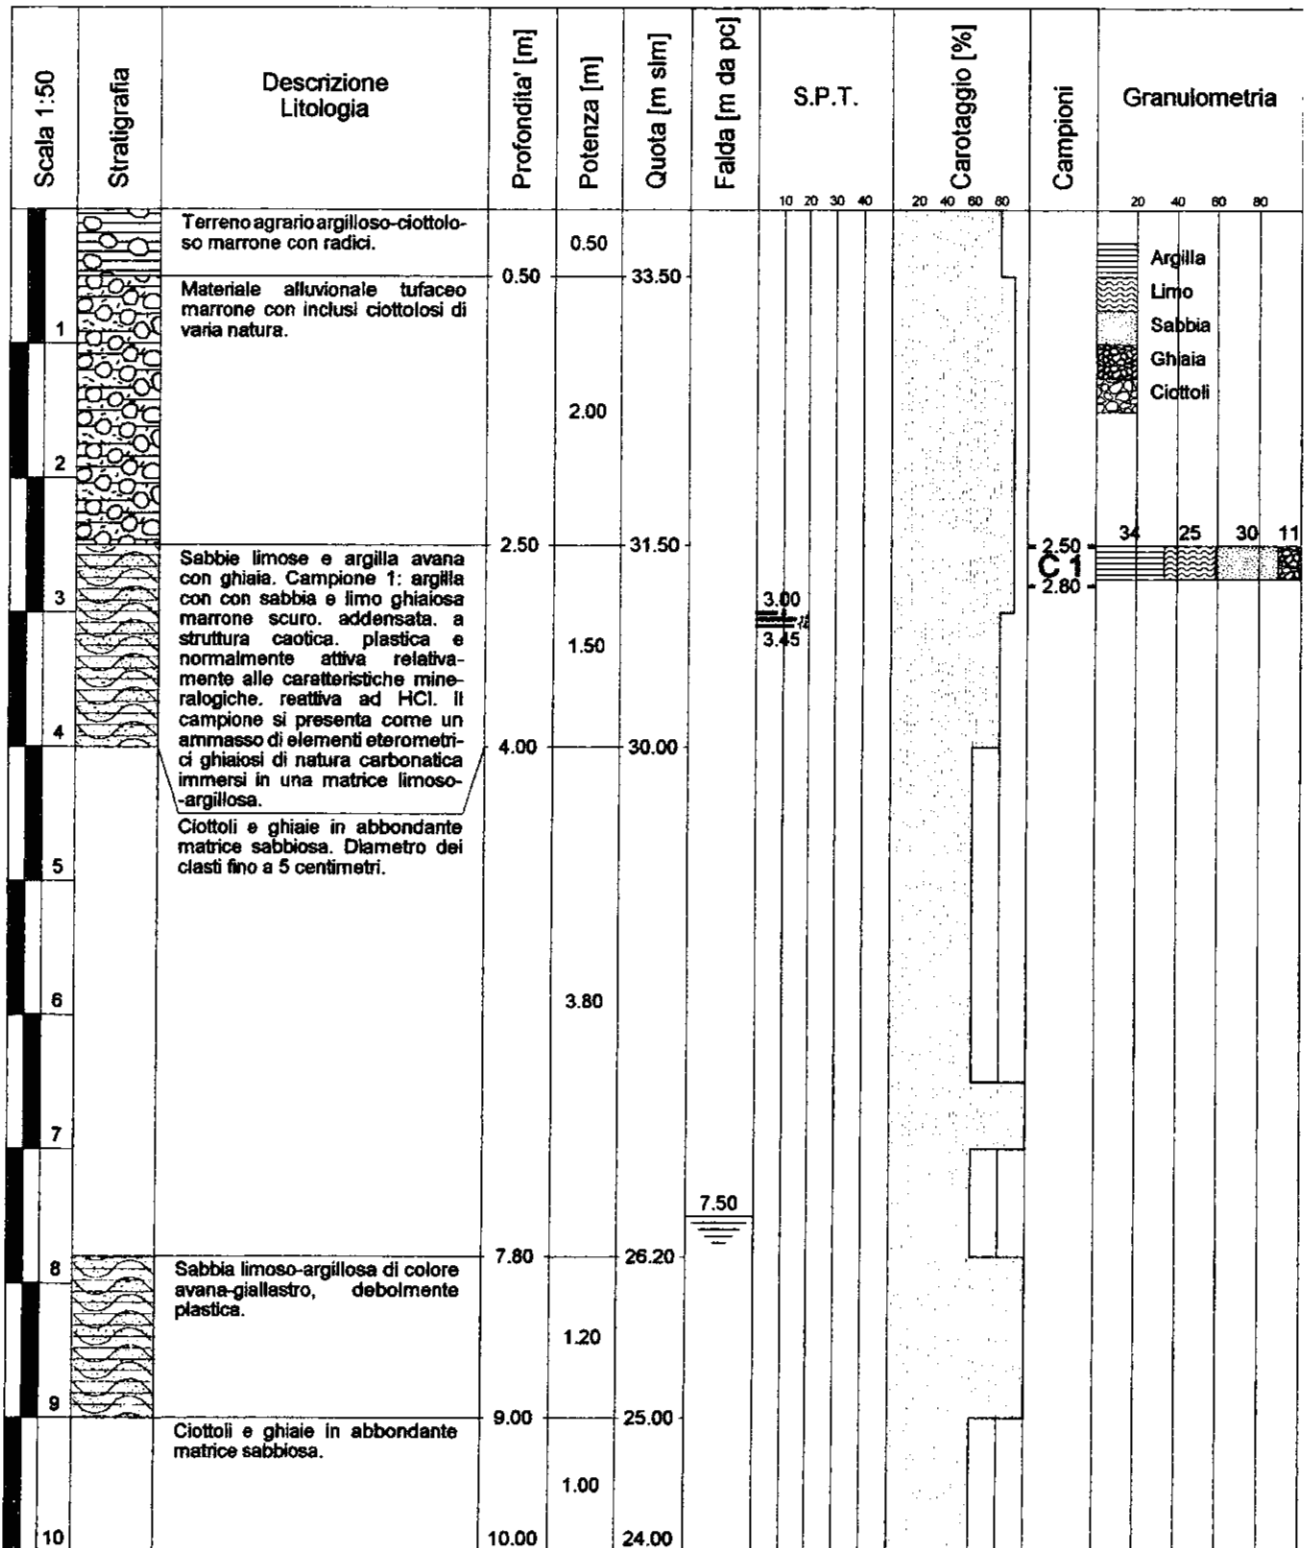 Scala 1:50
Stratigrafia
Descrizione
Litologia
Profondita' [m]
Potenza [m]
Quota [m slm]
Falda [m da pc]
S.P.T.
Carotaggio [%]
Campioni
Granulometria
10 20 30 40
20 40 60 80
20 40 60 80
Terreno agrario argilloso-ciottolo-
so marrone con radici.
0.50
0.50
33.50
Argilla
Limo
Sabbia
Ghiaia
Ciottoli
Materiale alluvionale tufaceo
marrone con inclusi ciottolosi di
varia natura.
1
2.00
2
2.50
31.50
34 25 30 11
2.50
C 1
2.80
Sabbie limose e argilla avana
con ghiaia. Campione 1: argilla
con con sabbia e limo ghiaiosa
marrone scuro. addensata. a
struttura caotica. plastica e
normalmente attiva relativa-
mente alle caratteristiche mine-
ralogiche. reattiva ad HCl. Il
campione si presenta come un
ammasso di elementi eterometri-
ci ghiaiosi di natura carbonatica
immersi in una matrice limoso-
-argillosa.
3
1.50
3.00
3.45
4
4.00
30.00
Ciottoli e ghiaie in abbondante
matrice sabbiosa. Diametro dei
clasti fino a 5 centimetri.
5
6
3.80
7
7.50
7.80
26.20
8
Sabbia limoso-argillosa di colore
avana-giallastro, debolmente
plastica.
1.20
9
9.00
25.00
Ciottoli e ghiaie in abbondante
matrice sabbiosa.
1.00
10
10.00
24.00